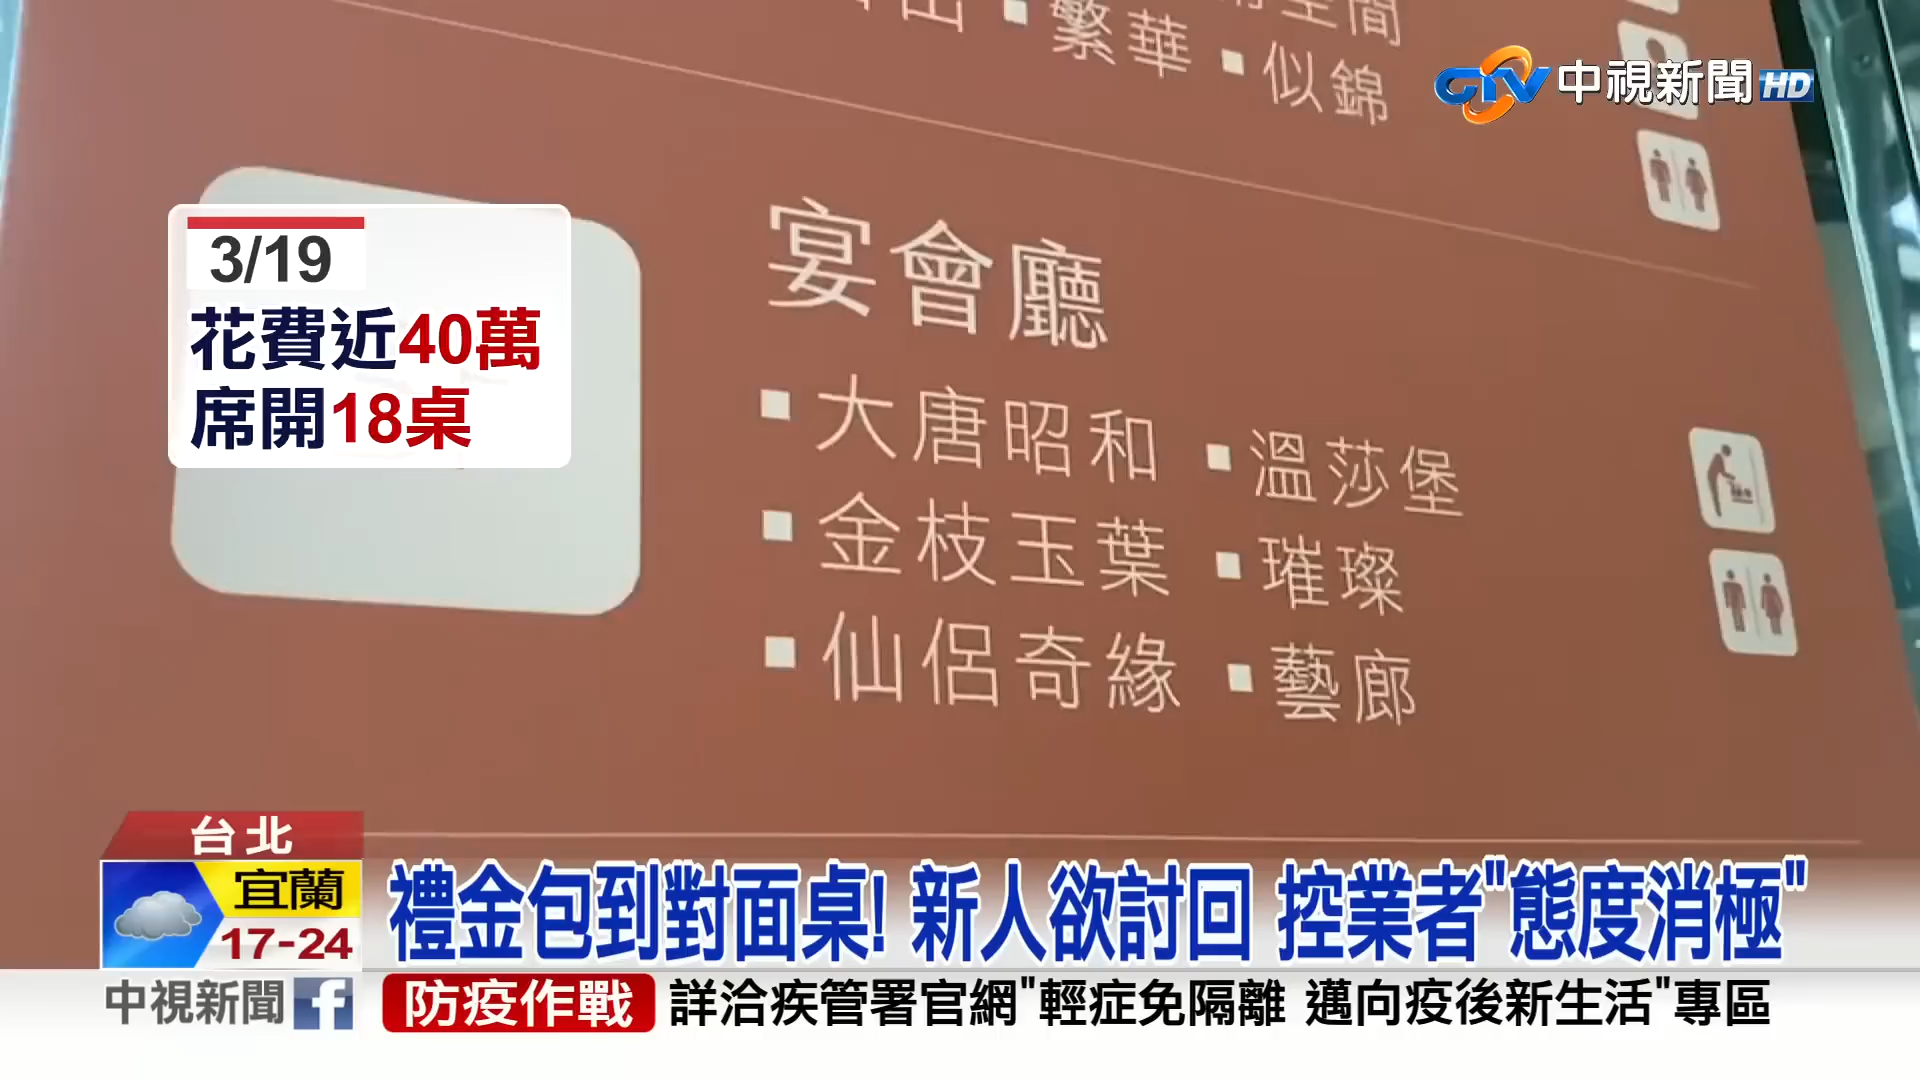 繁華
似錦
中視新聞HD
3/19
花費近40萬
席開18桌
宴會廳
大唐昭和
溫莎堡
金枝玉葉
璀璨
仙侶奇緣
藝廊
台北
宜蘭
17-24
禮金包到對面桌! 新人欲討回 控業者"態度消極"
中視新聞
防疫作戰
詳洽疾管署官網"輕症免隔離 邁向疫後新生活"專區